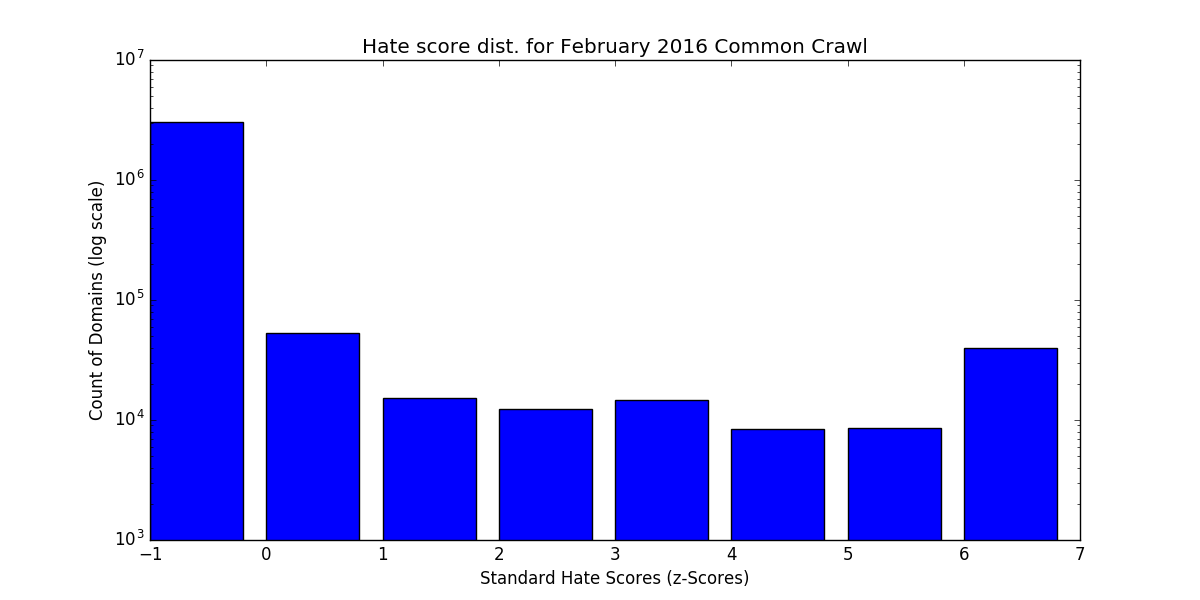 Hate score dist. for February 2016 Common Crawl
10^7
10^6
10^5
10^4
10^3
Count of Domains (log scale)
−1 0 1 2 3 4 5 6 7
Standard Hate Scores (z-Scores)